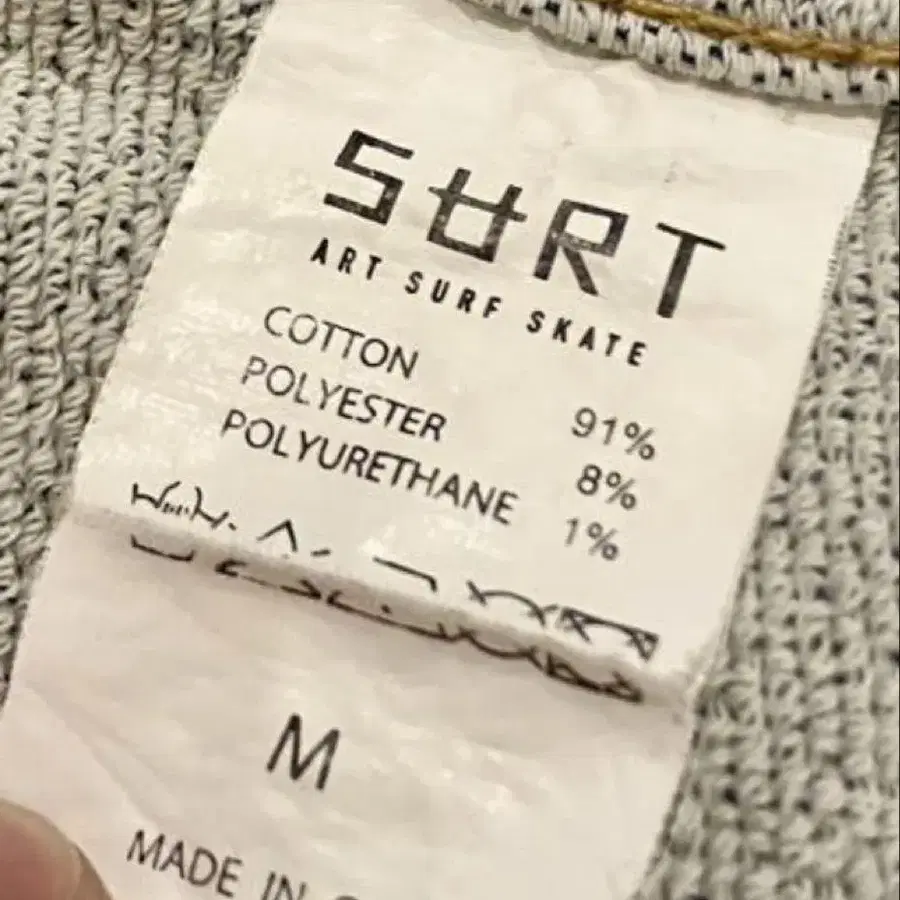 SURT
ART SURF SKATE
COTTON 91%
POLYESTER 8%
POLYURETHANE 1%
M
MADE IN